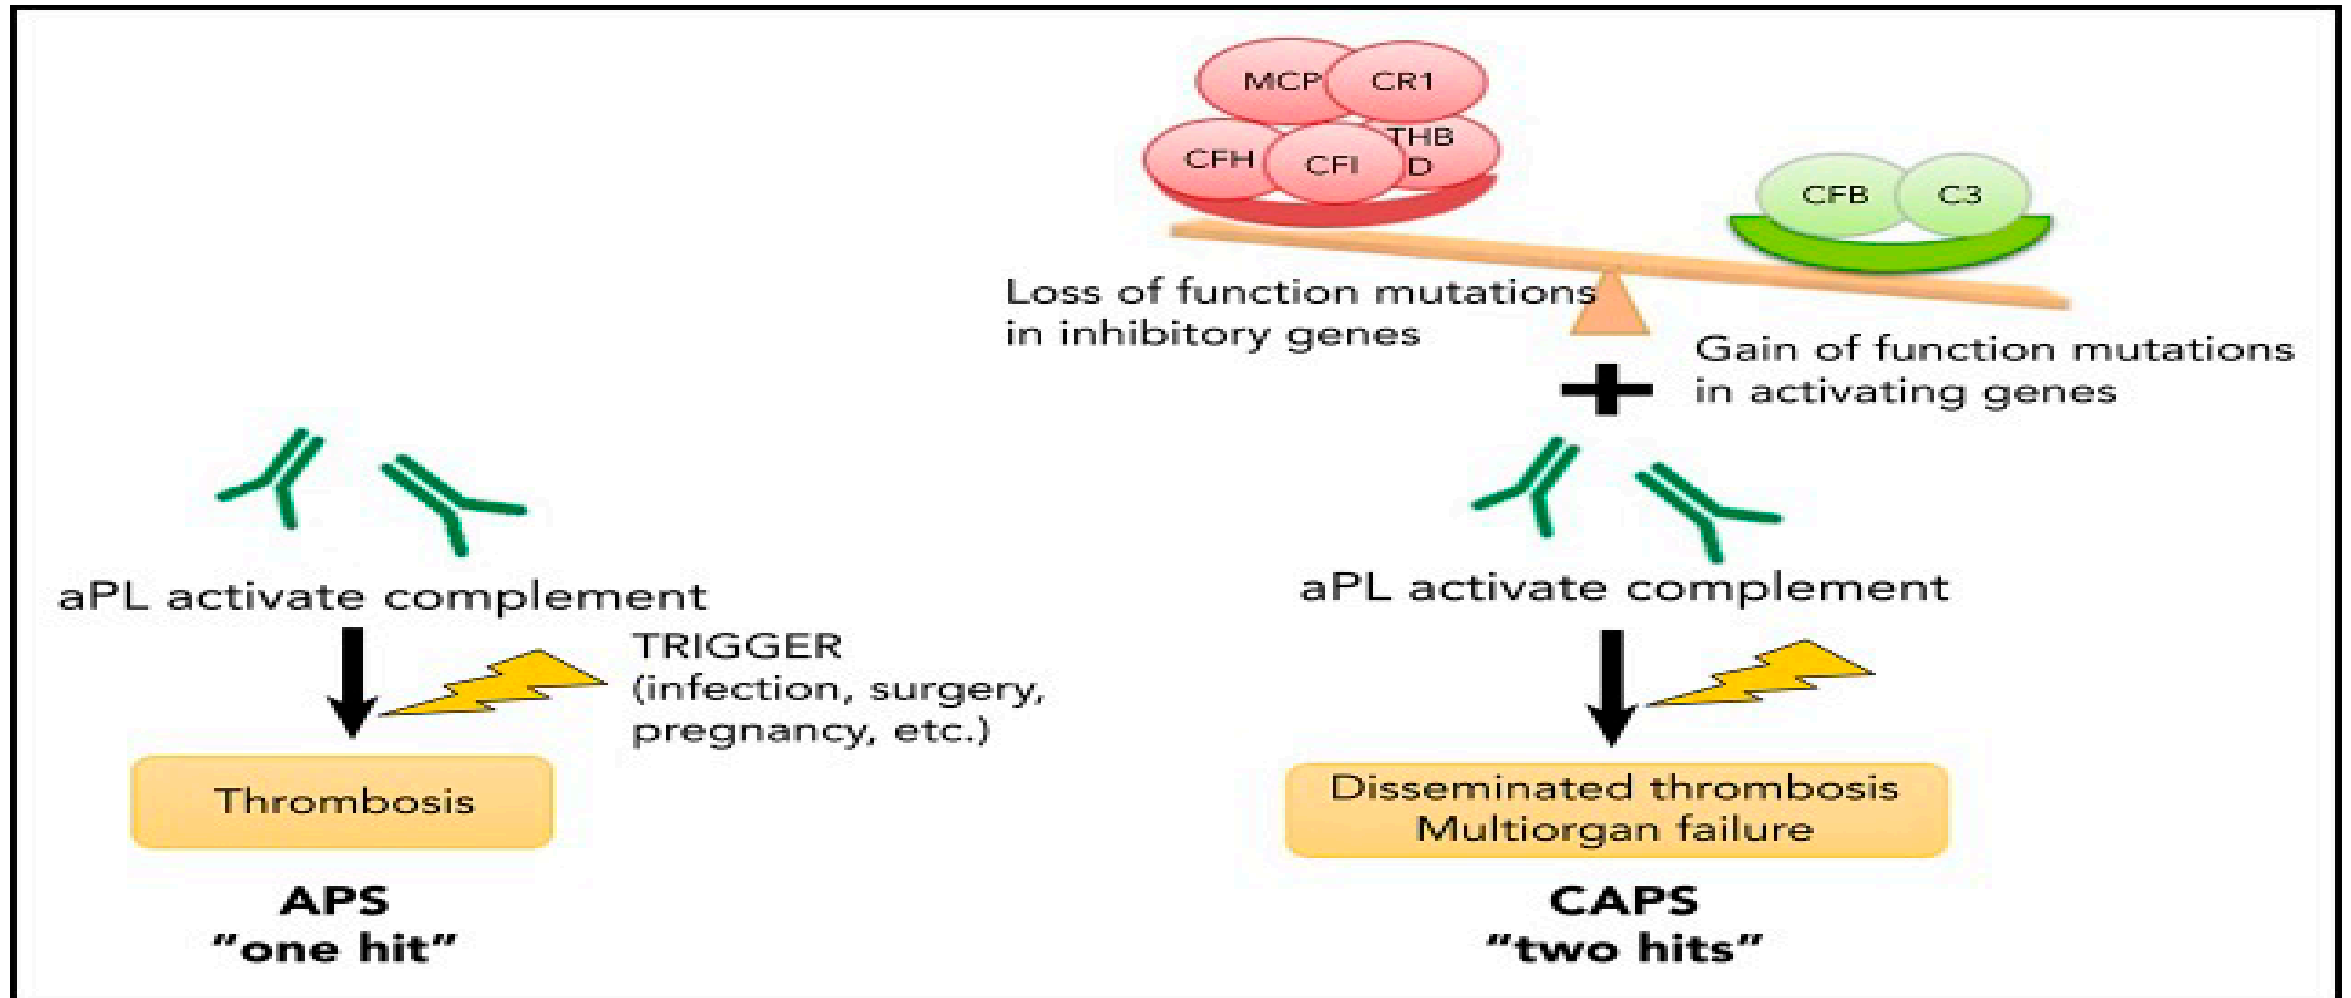 MCP
CR1
CFH
CFI
THB
D
CFB
C3
Loss of function mutations
in inhibitory genes
Gain of function mutations
in activating genes
aPL activate complement
TRIGGER
(infection, surgery,
pregnancy, etc.)
Thrombosis
APS
“one hit”
aPL activate complement
Disseminated thrombosis
Multiorgan failure
CAPS
“two hits”